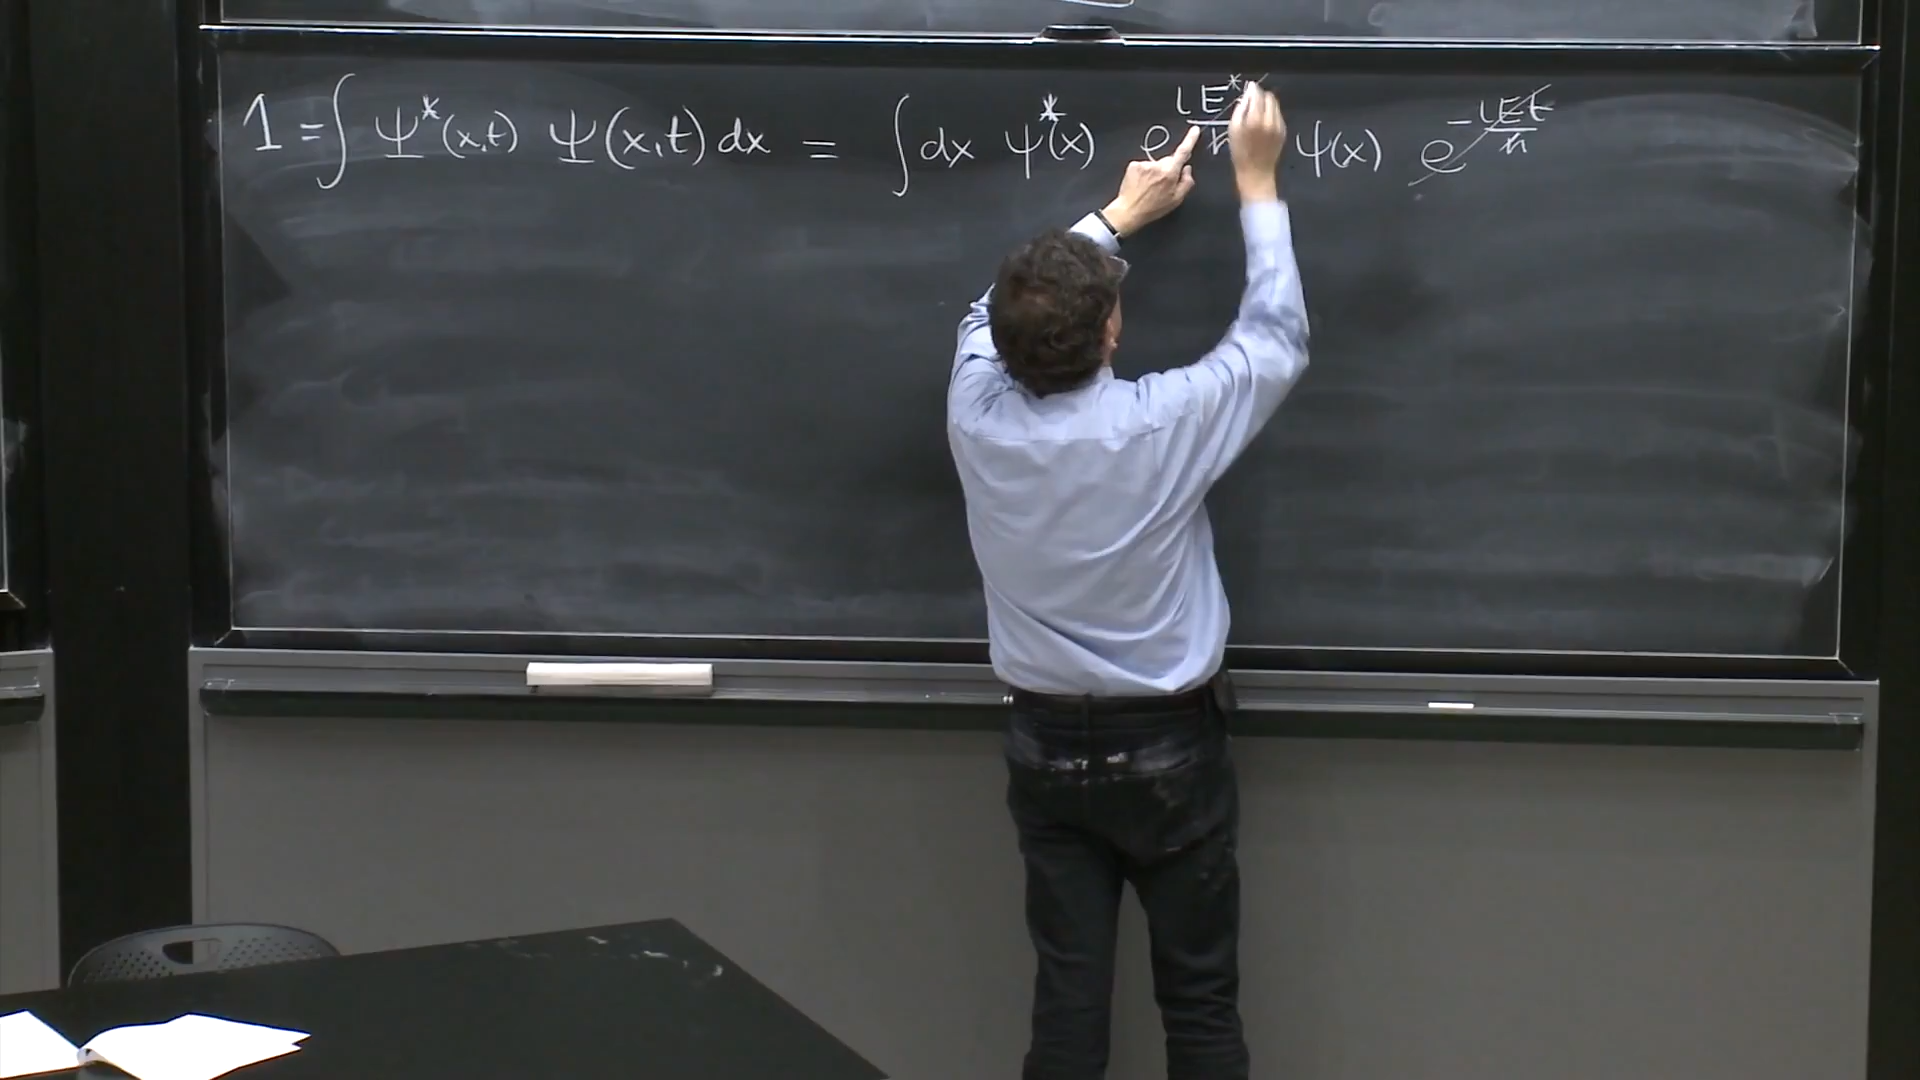 1 = ∫ Ψ*(x,t) Ψ(x,t) dx = ∫ dx ψ*(x) e^{iE*t/ħ} ψ(x) e^{-iEt/ħ}